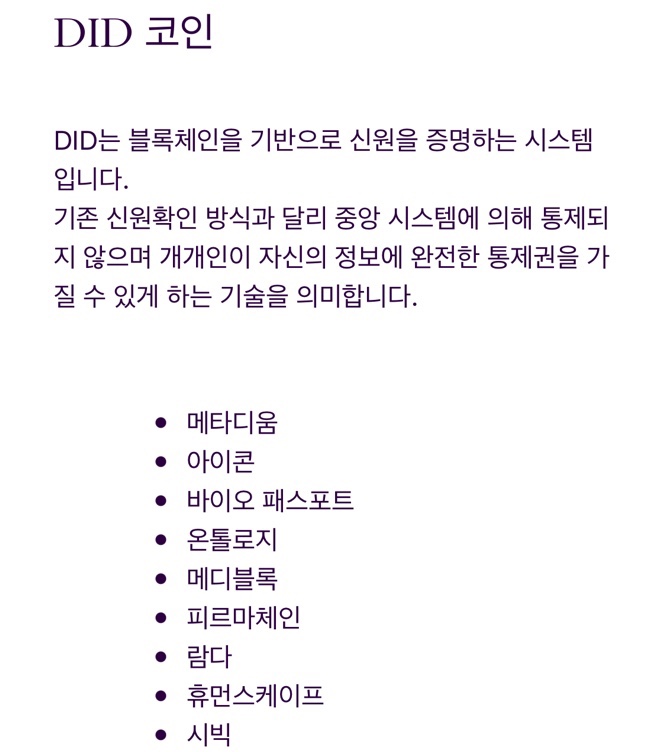 DID 코인
DID는 블록체인을 기반으로 신원을 증명하는 시스템
입니다.
기존 신원확인 방식과 달리 중앙 시스템에 의해 통제되
지 않으며 개개인이 자신의 정보에 완전한 통제권을 가
질 수 있게 하는 기술을 의미합니다.
• 메타디움
• 아이콘
• 바이오 패스포트
• 온톨로지
• 메디블록
• 피르마체인
• 람다
• 휴먼스케이프
• 시빅